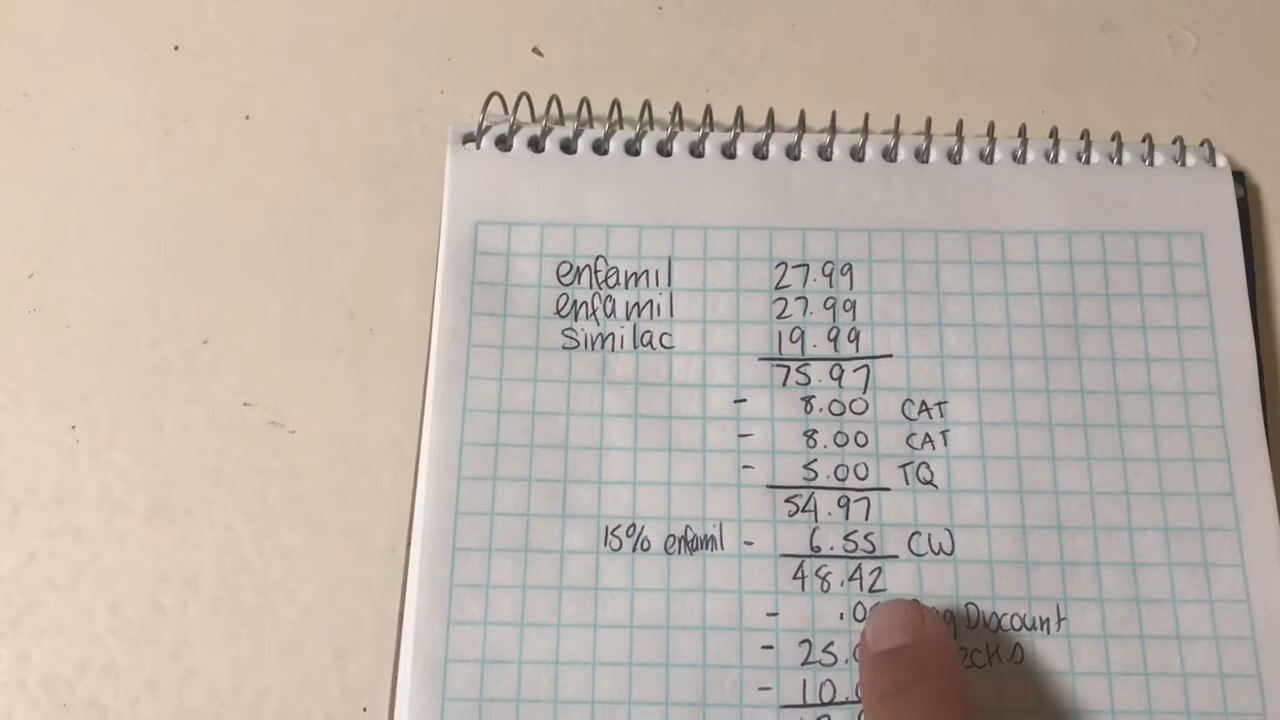 enfamil 27.99
enfamil 27.99
similac 19.99
75.97
- 8.00 CAT
- 8.00 CAT
- 5.00 TQ
54.97
15% enfamil - 6.55 CW
48.42
- Discount
- 25.
- 10.